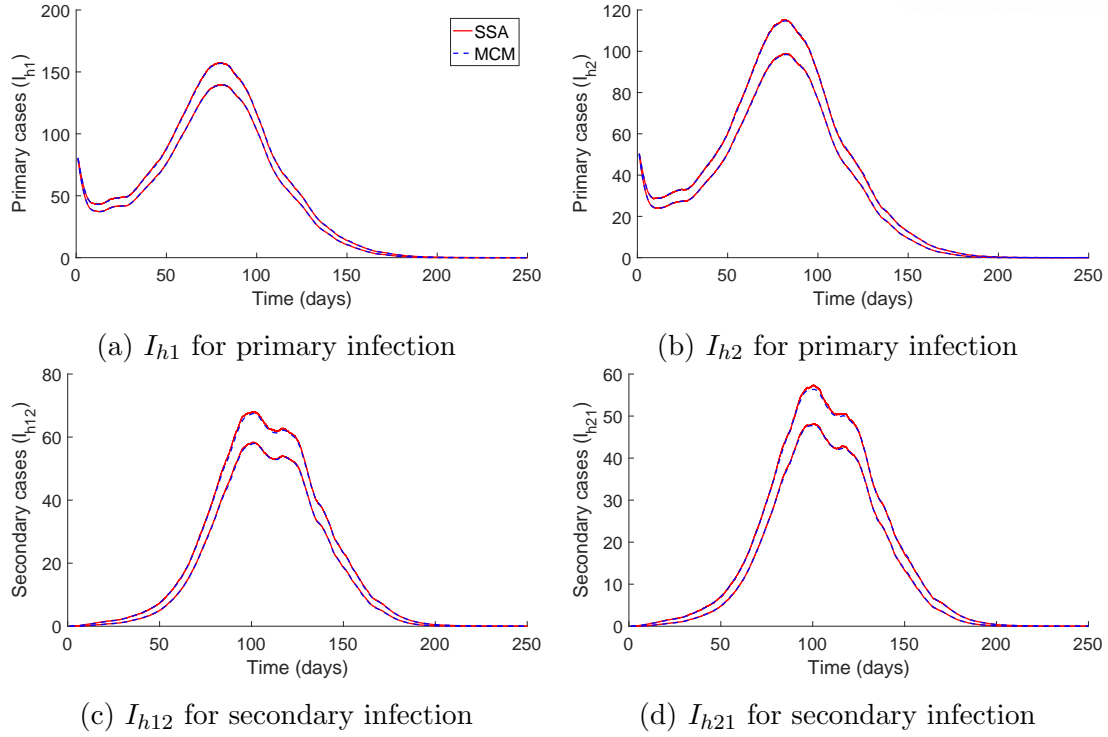 200
150
100
50
0
0 50 100 150 200 250
Primary cases (I_h1)
Time (days)
SSA
MCM
(a) I_h1 for primary infection
120
100
80
60
40
20
0
0 50 100 150 200 250
Primary cases (I_h2)
Time (days)
(b) I_h2 for primary infection
80
60
40
20
0
0 50 100 150 200 250
Secondary cases (I_h12)
Time (days)
(c) I_h12 for secondary infection
60
50
40
30
20
10
0
0 50 100 150 200 250
Secondary cases (I_h21)
Time (days)
(d) I_h21 for secondary infection